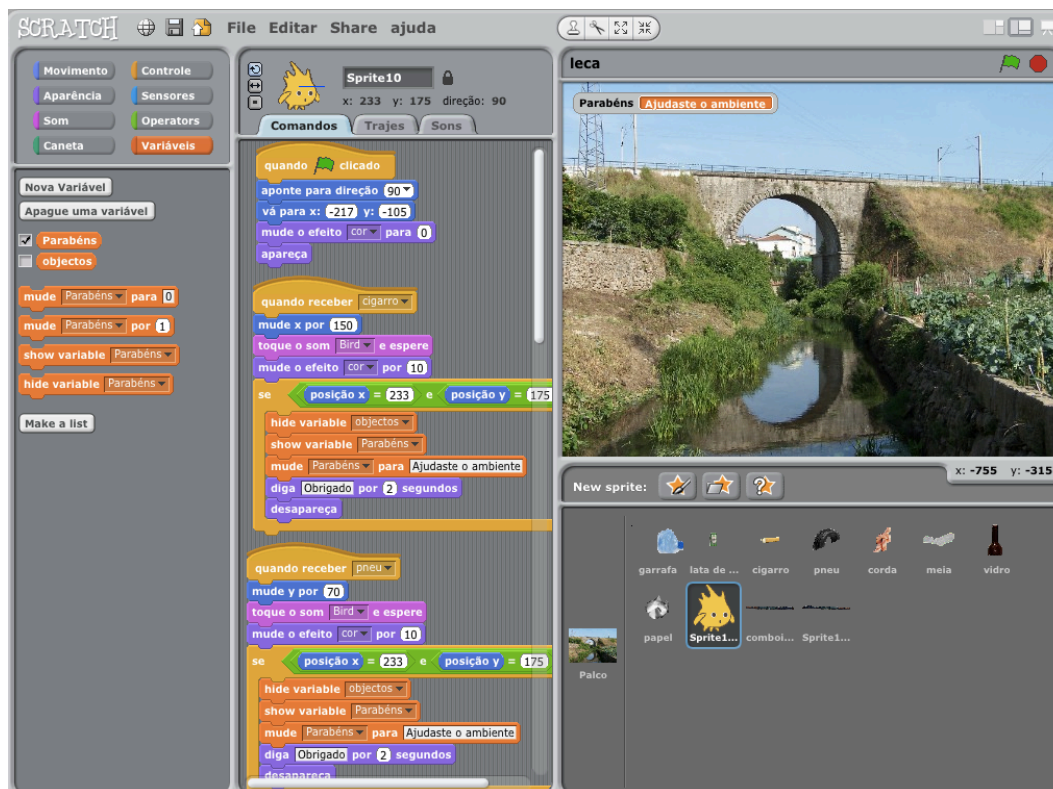 SCRATCH File Editar Share ajuda
Movimento Controle
Aparência Sensores
Som Operators
Caneta Variáveis
Nova Variável
Apague uma variável
Parabéns
objectos
mude Parabéns para 0
mude Parabéns por 1
show variable Parabéns
hide variable Parabéns
Make a list
Sprite10
x: 233 y: 175 direção: 90
Comandos Trajes Sons
quando clicado
aponte para direção 90
vá para x: -217 y: -105
mude o efeito cor para 0
apareça
quando receber cigarro
mude x por 150
toque o som Bird e espere
mude o efeito cor por 10
se posição x = 233 e posição y = 175
hide variable objectos
show variable Parabéns
mude Parabéns para Ajudaste o ambiente
diga Obrigado por 2 segundos
desapareça
quando receber pneu
mude y por 70
toque o som Bird e espere
mude o efeito cor por 10
se posição x = 233 e posição y = 175
hide variable objectos
show variable Parabéns
mude Parabéns para Ajudaste o ambiente
diga Obrigado por 2 segundos
desapareça
leca
Parabéns Ajudaste o ambiente
x: -755 y: -315
New sprite:
garrafa lata de ... cigarro pneu corda meia vidro
papel Sprite1... comboi... Sprite1...
Palco